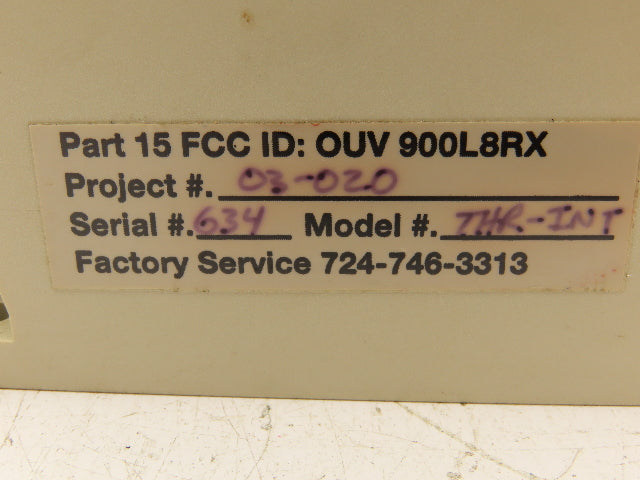 Part 15 FCC ID: OUV 900L8RX
Project #. 03-020
Serial #. 634 Model #. THR-INT
Factory Service 724-746-3313